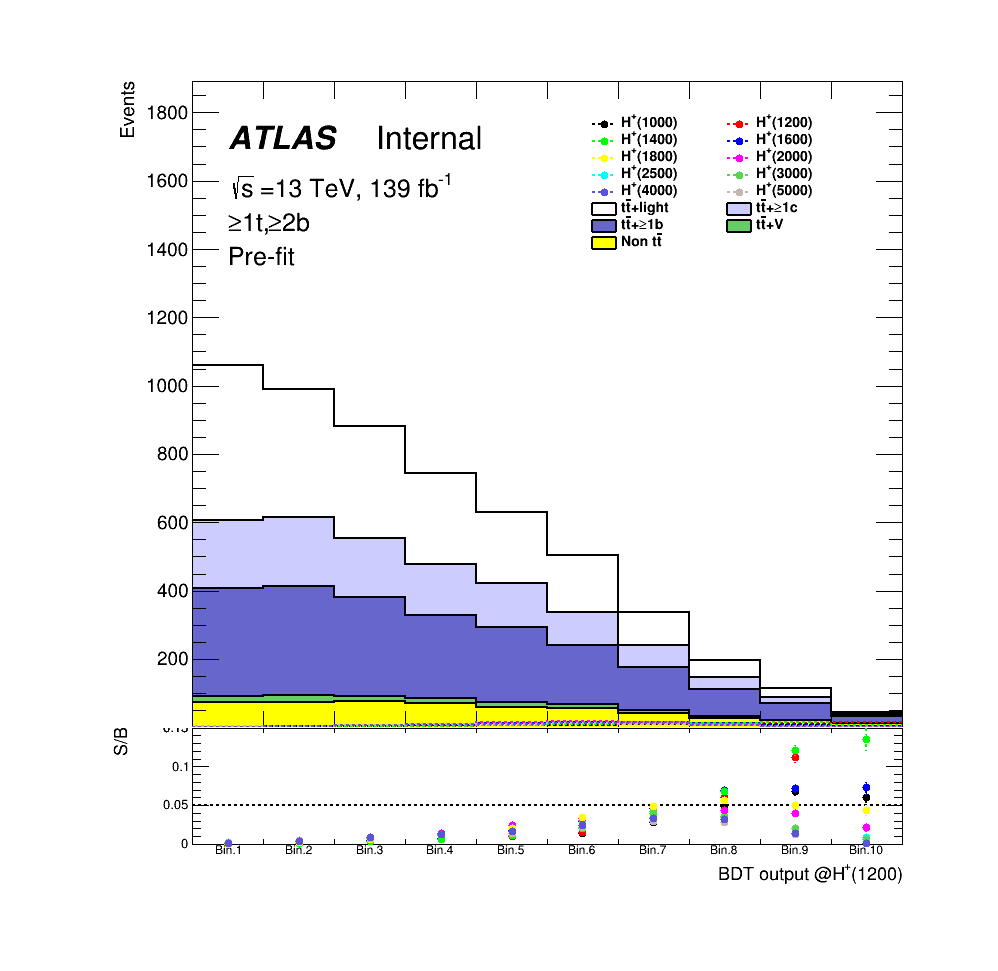 Events
1800
1600
1400
1200
1000
800
600
400
200
ATLAS Internal
√s =13 TeV, 139 fb⁻¹
≥1t,≥2b
Pre-fit
H⁺(1000) H⁺(1200)
H⁺(1400) H⁺(1600)
H⁺(1800) H⁺(2000)
H⁺(2500) H⁺(3000)
H⁺(4000) H⁺(5000)
tt̄+light tt̄+≥1c
tt̄+≥1b tt̄+V
Non tt̄
S/B
0.15
0.1
0.05
0
Bin.1 Bin.2 Bin.3 Bin.4 Bin.5 Bin.6 Bin.7 Bin.8 Bin.9 Bin.10
BDT output @H⁺(1200)